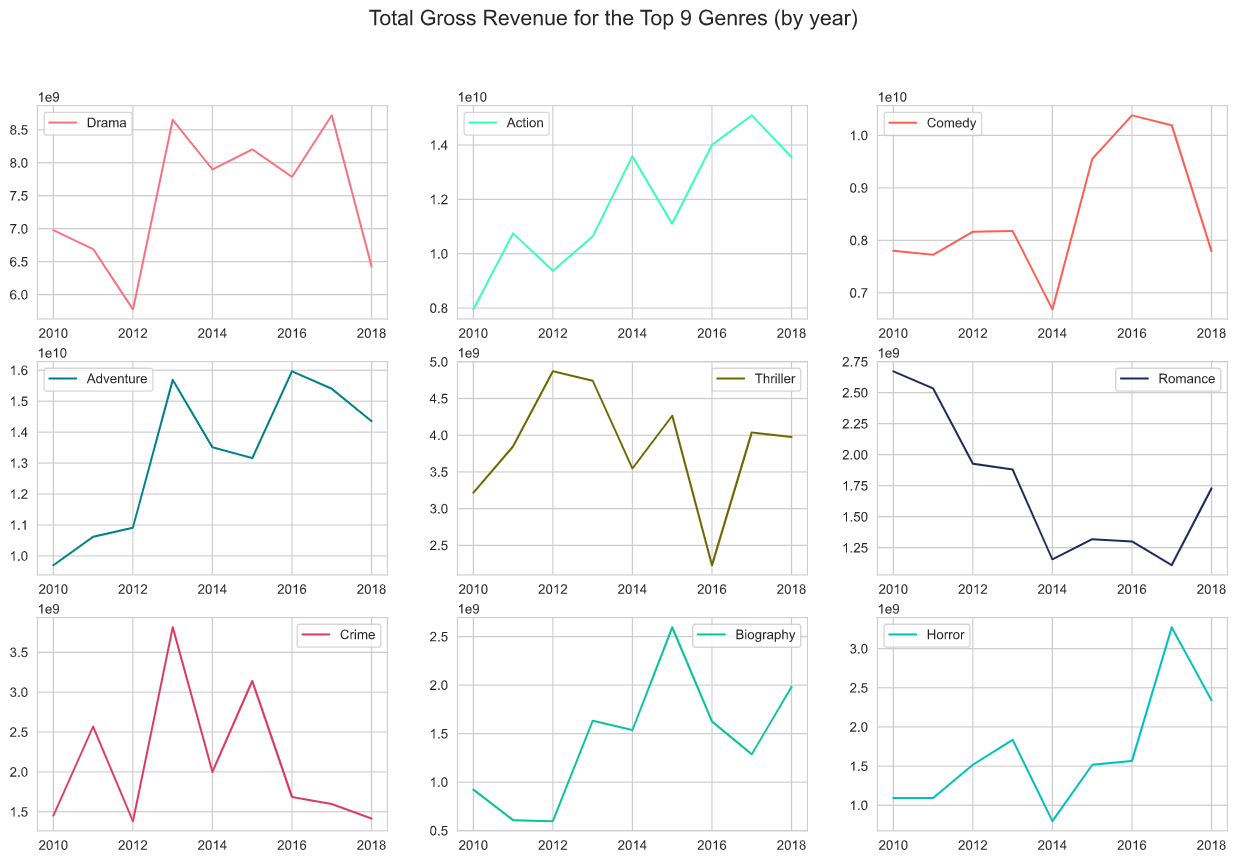 Total Gross Revenue for the Top 9 Genres (by year)
1e9
Drama
8.5
8.0
7.5
7.0
6.5
6.0
2010 2012 2014 2016 2018
1e10
Action
1.4
1.2
1.0
0.8
2010 2012 2014 2016 2018
1e10
Comedy
1.0
0.9
0.8
0.7
2010 2012 2014 2016 2018
1e10
Adventure
1.6
1.5
1.4
1.3
1.2
1.1
1.0
2010 2012 2014 2016 2018
1e9
Thriller
5.0
4.5
4.0
3.5
3.0
2.5
2010 2012 2014 2016 2018
1e9
Romance
2.75
2.50
2.25
2.00
1.75
1.50
1.25
2010 2012 2014 2016 2018
1e9
Crime
3.5
3.0
2.5
2.0
1.5
2010 2012 2014 2016 2018
1e9
Biography
2.5
2.0
1.5
1.0
0.5
2010 2012 2014 2016 2018
1e9
Horror
3.0
2.5
2.0
1.5
1.0
2010 2012 2014 2016 2018